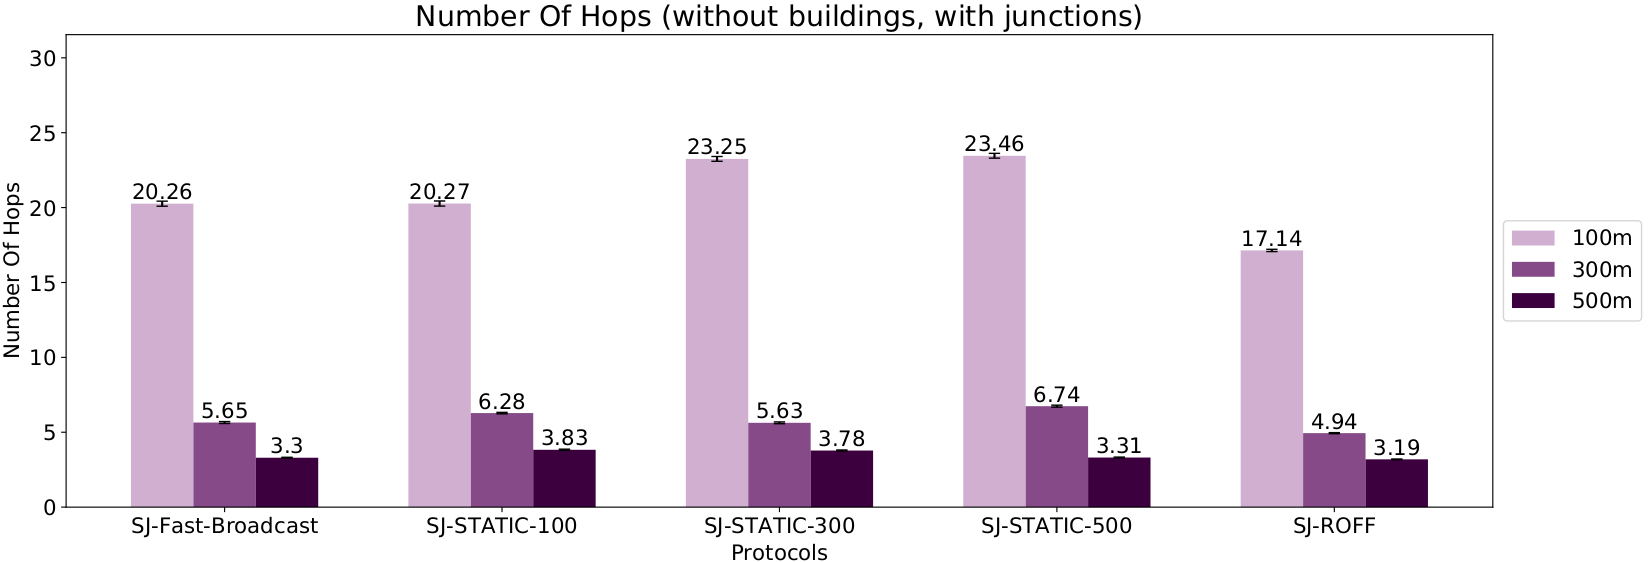 Number Of Hops (without buildings, with junctions)
Number Of Hops
30
25
20
15
10
5
0
20.26
5.65
3.3
20.27
6.28
3.83
23.25
5.63
3.78
23.46
6.74
3.31
17.14
4.94
3.19
SJ-Fast-Broadcast
SJ-STATIC-100
SJ-STATIC-300
SJ-STATIC-500
SJ-ROFF
Protocols
100m
300m
500m